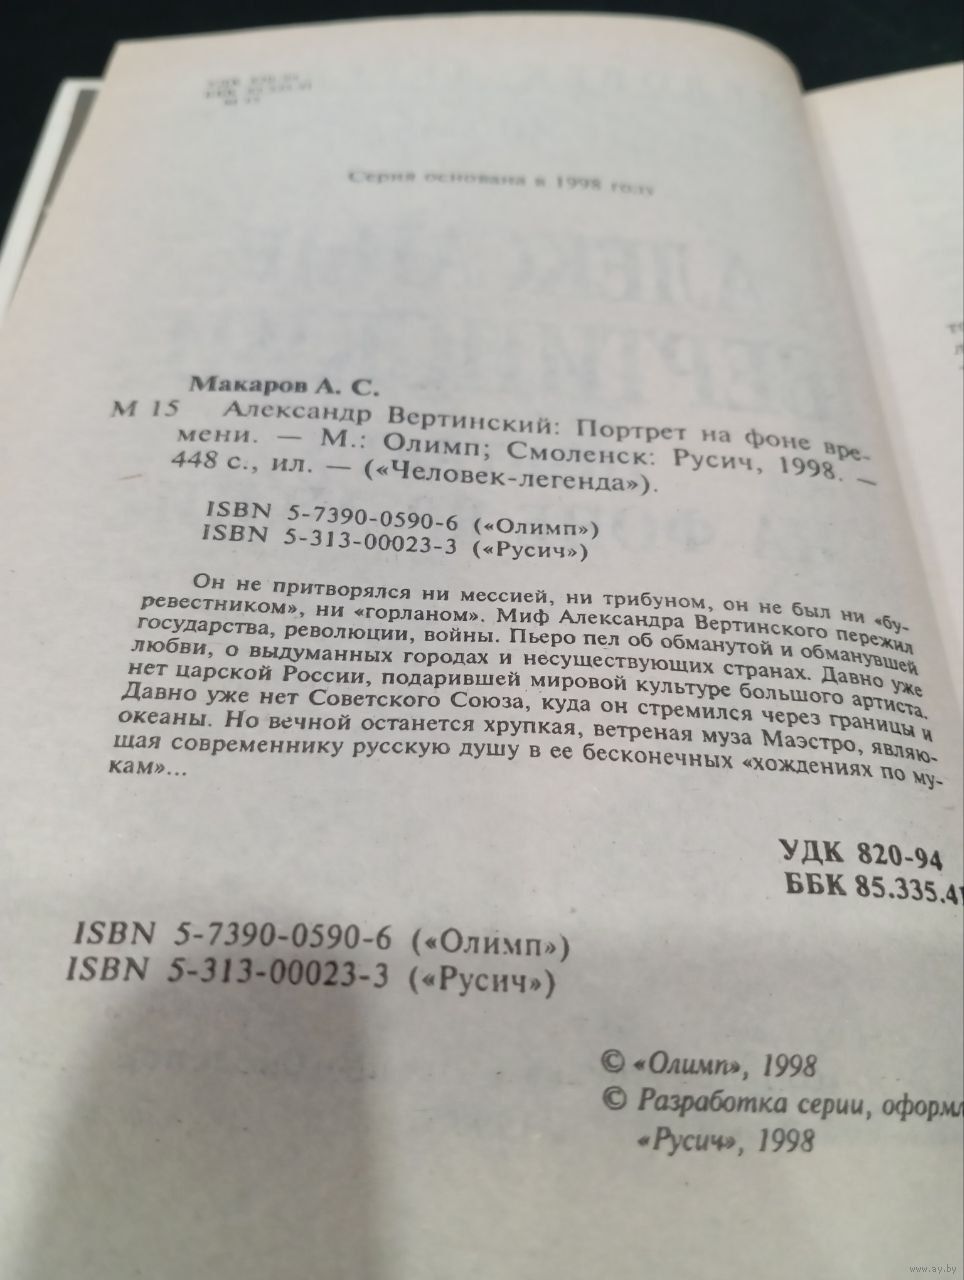 Серия основана в 1998 году
Макаров А. С.
М 15 Александр Вертинский: Портрет на фоне вре-
мени. — М.: Олимп; Смоленск: Русич, 1998. —
448 с., ил. — («Человек-легенда»).
ISBN 5-7390-0590-6 («Олимп»)
ISBN 5-313-00023-3 («Русич»)
Он не притворялся ни мессией, ни трибуном, он не был ни «бу-
ревестником», ни «горланом». Миф Александра Вертинского пережил
государства, революции, войны. Пьеро пел об обманутой и обманувшей
любви, о выдуманных городах и несуществующих странах. Давно уже
нет царской России, подарившей мировой культуре большого артиста.
Давно уже нет Советского Союза, куда он стремился через границы и
океаны. Но вечной останется хрупкая, ветреная муза Маэстро, являю-
щая современнику русскую душу в ее бесконечных «хождениях по му-
кам»...
УДК 820-94
ББК 85.335.41
ISBN 5-7390-0590-6 («Олимп»)
ISBN 5-313-00023-3 («Русич»)
© «Олимп», 1998
© Разработка серии, оформл
«Русич», 1998
www.ay.by